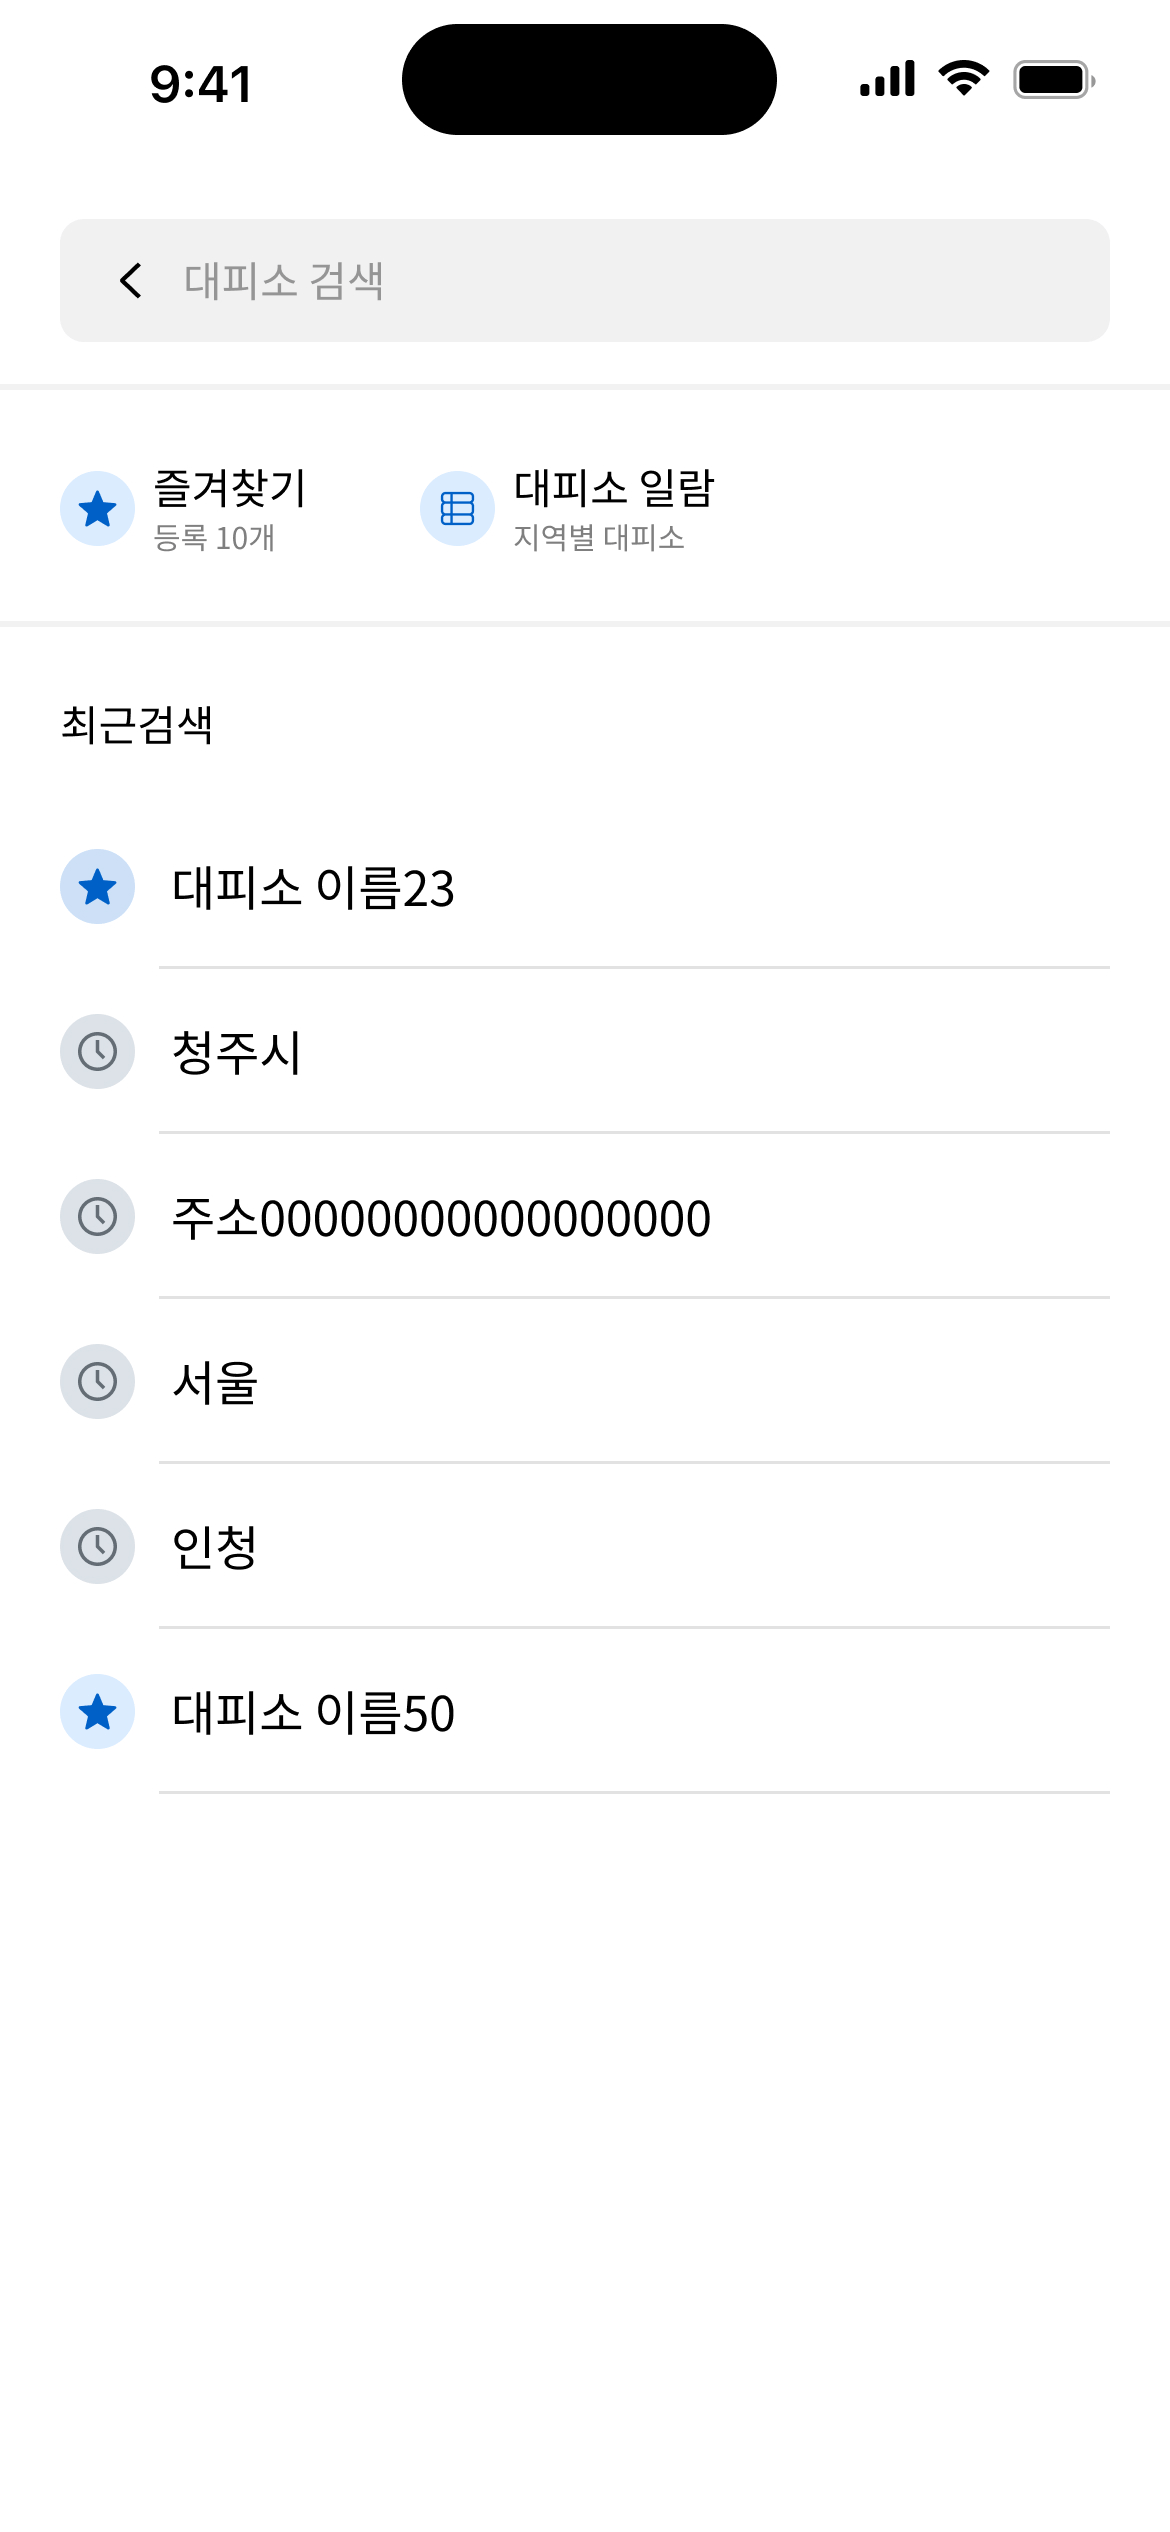 9:41
대피소 검색
즐겨찾기
등록 10개
대피소 일람
지역별 대피소
최근검색
대피소 이름23
청주시
주소00000000000000000
서울
인청
대피소 이름50